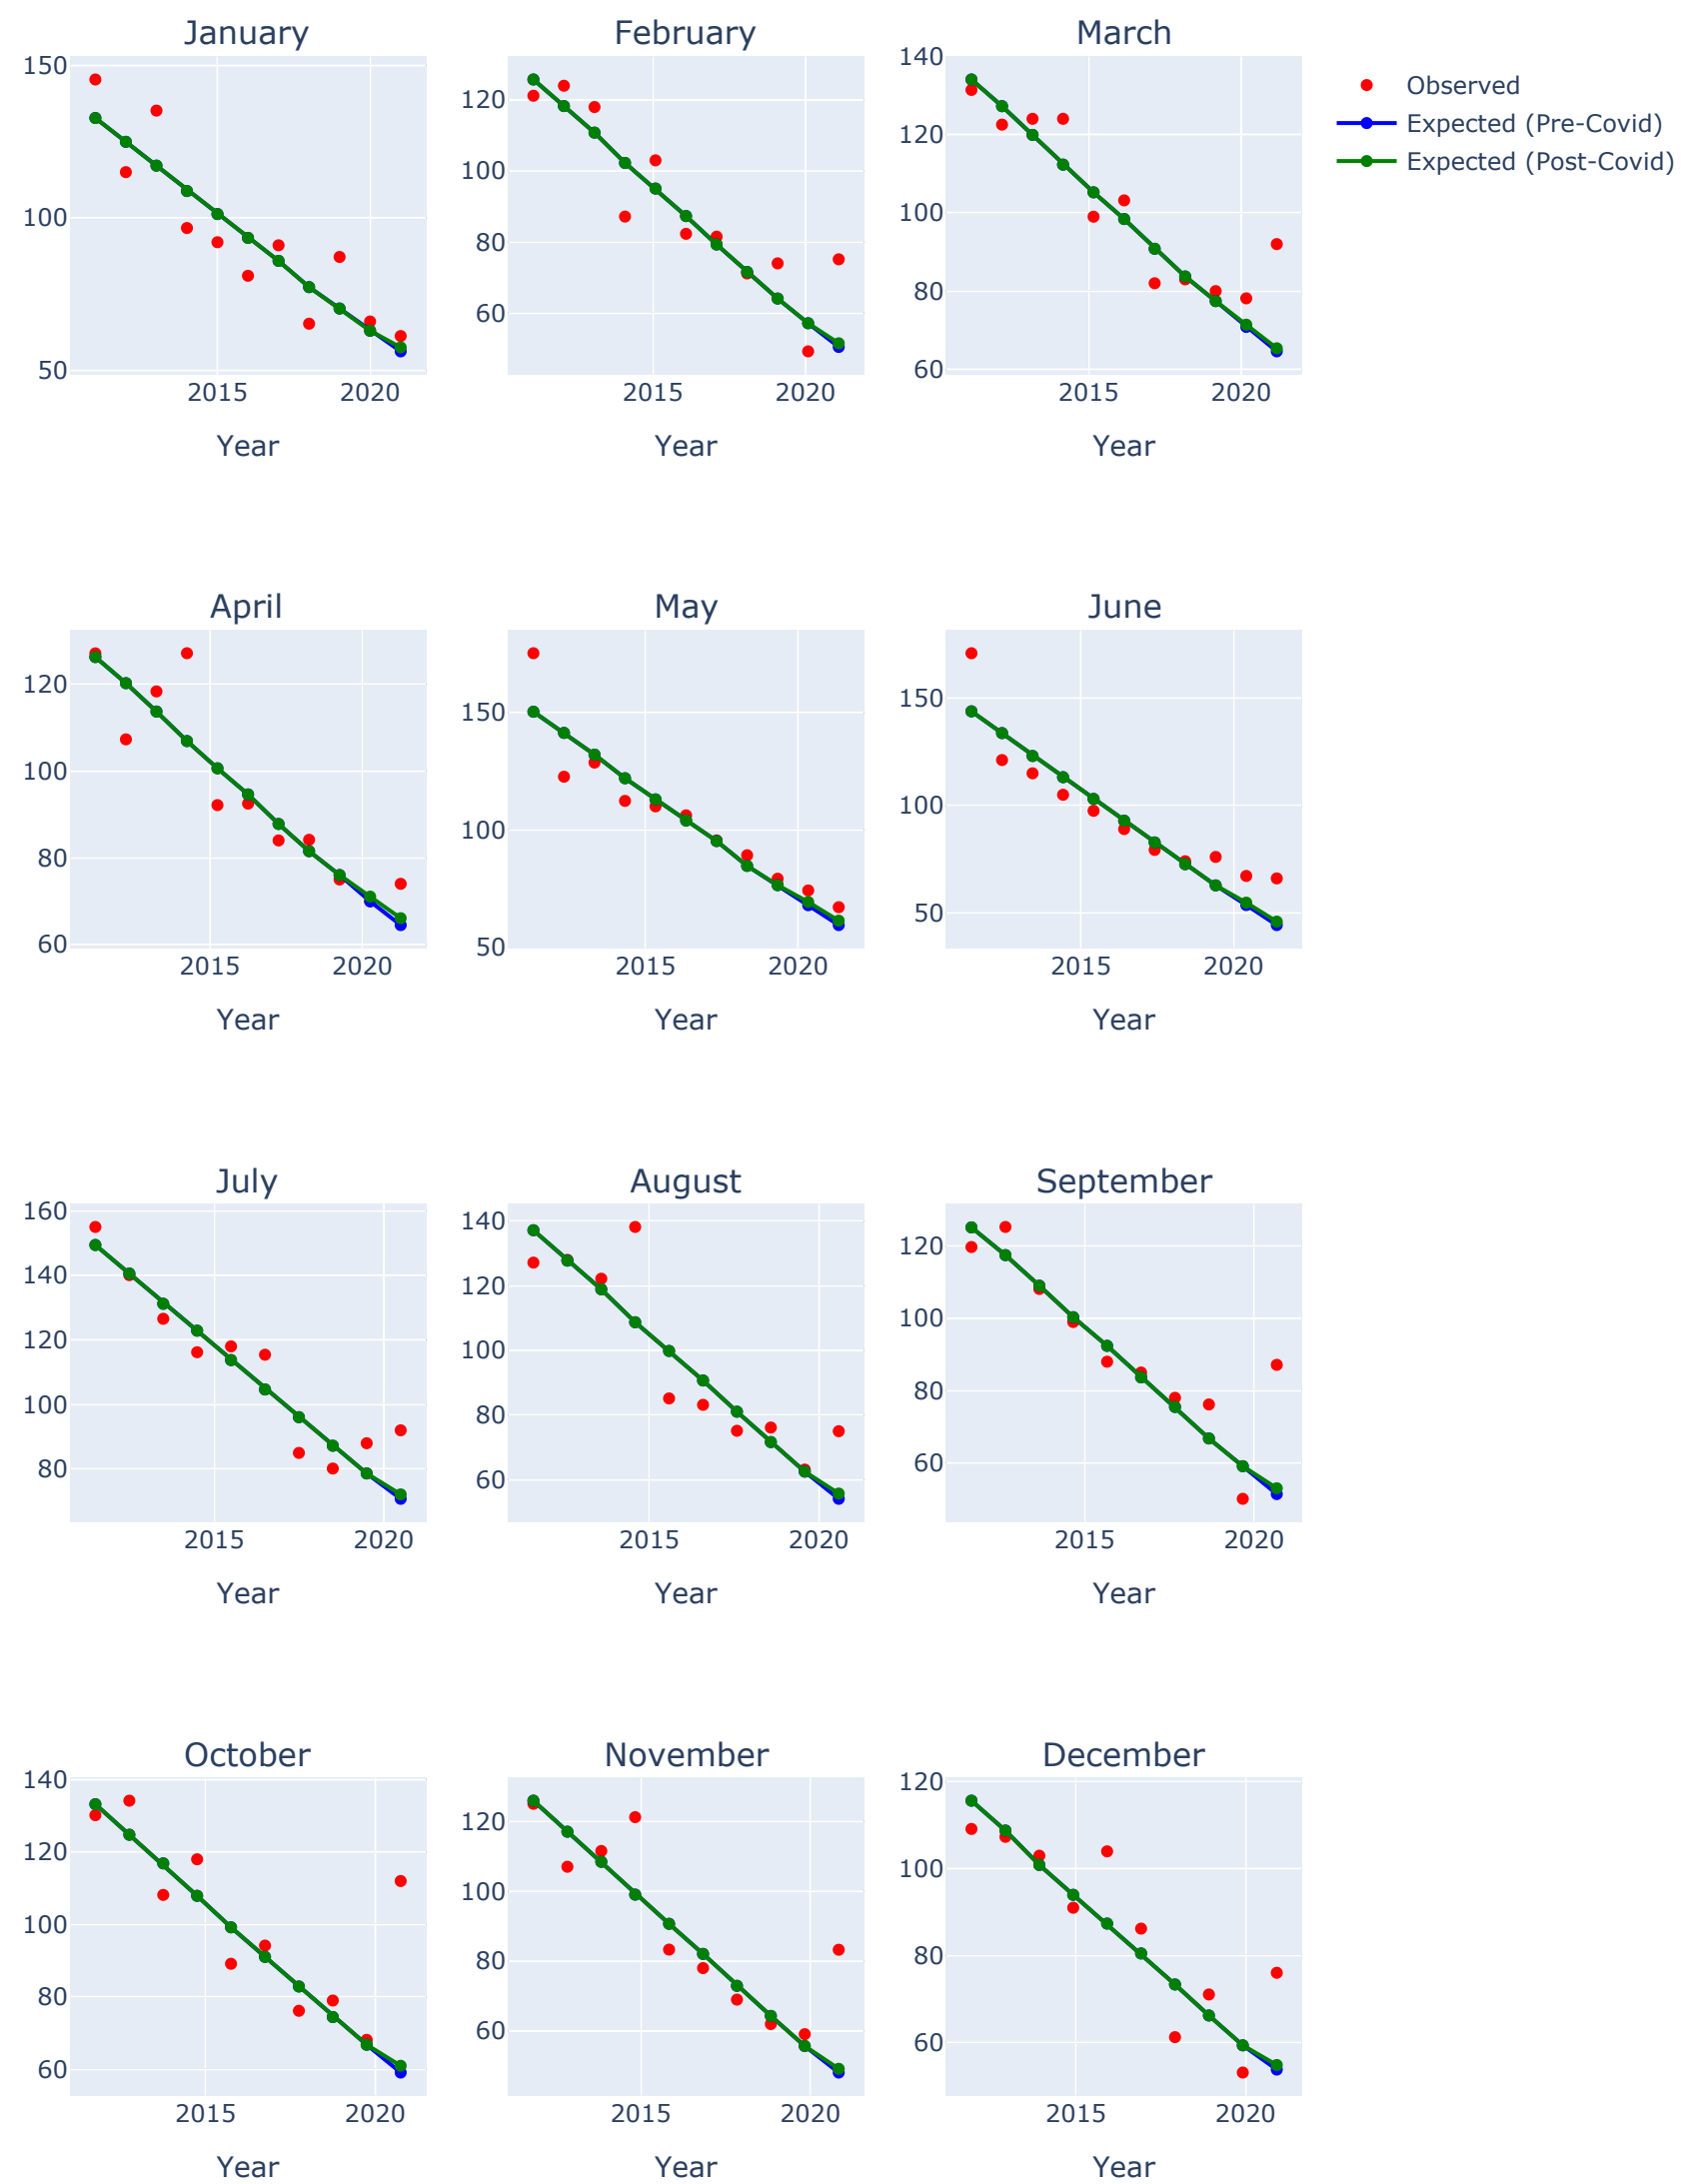 January
February
March
150
100
50
2015
2020
Year
120
100
80
60
2015
2020
Year
140
120
100
80
60
2015
2020
Year
Observed
Expected (Pre-Covid)
Expected (Post-Covid)
April
May
June
120
100
80
60
2015
2020
Year
150
100
50
2015
2020
Year
150
100
50
2015
2020
Year
July
August
September
160
140
120
100
80
2015
2020
Year
140
120
100
80
60
2015
2020
Year
120
100
80
60
2015
2020
Year
October
November
December
140
120
100
80
60
2015
2020
Year
120
100
80
60
2015
2020
Year
120
100
80
60
2015
2020
Year